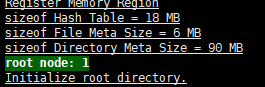 Register Memory Region
sizeof Hash Table = 18 MB
sizeof File Meta Size = 6 MB
sizeof Directory Meta Size = 90 MB
root node: 1
Initialize root directory.